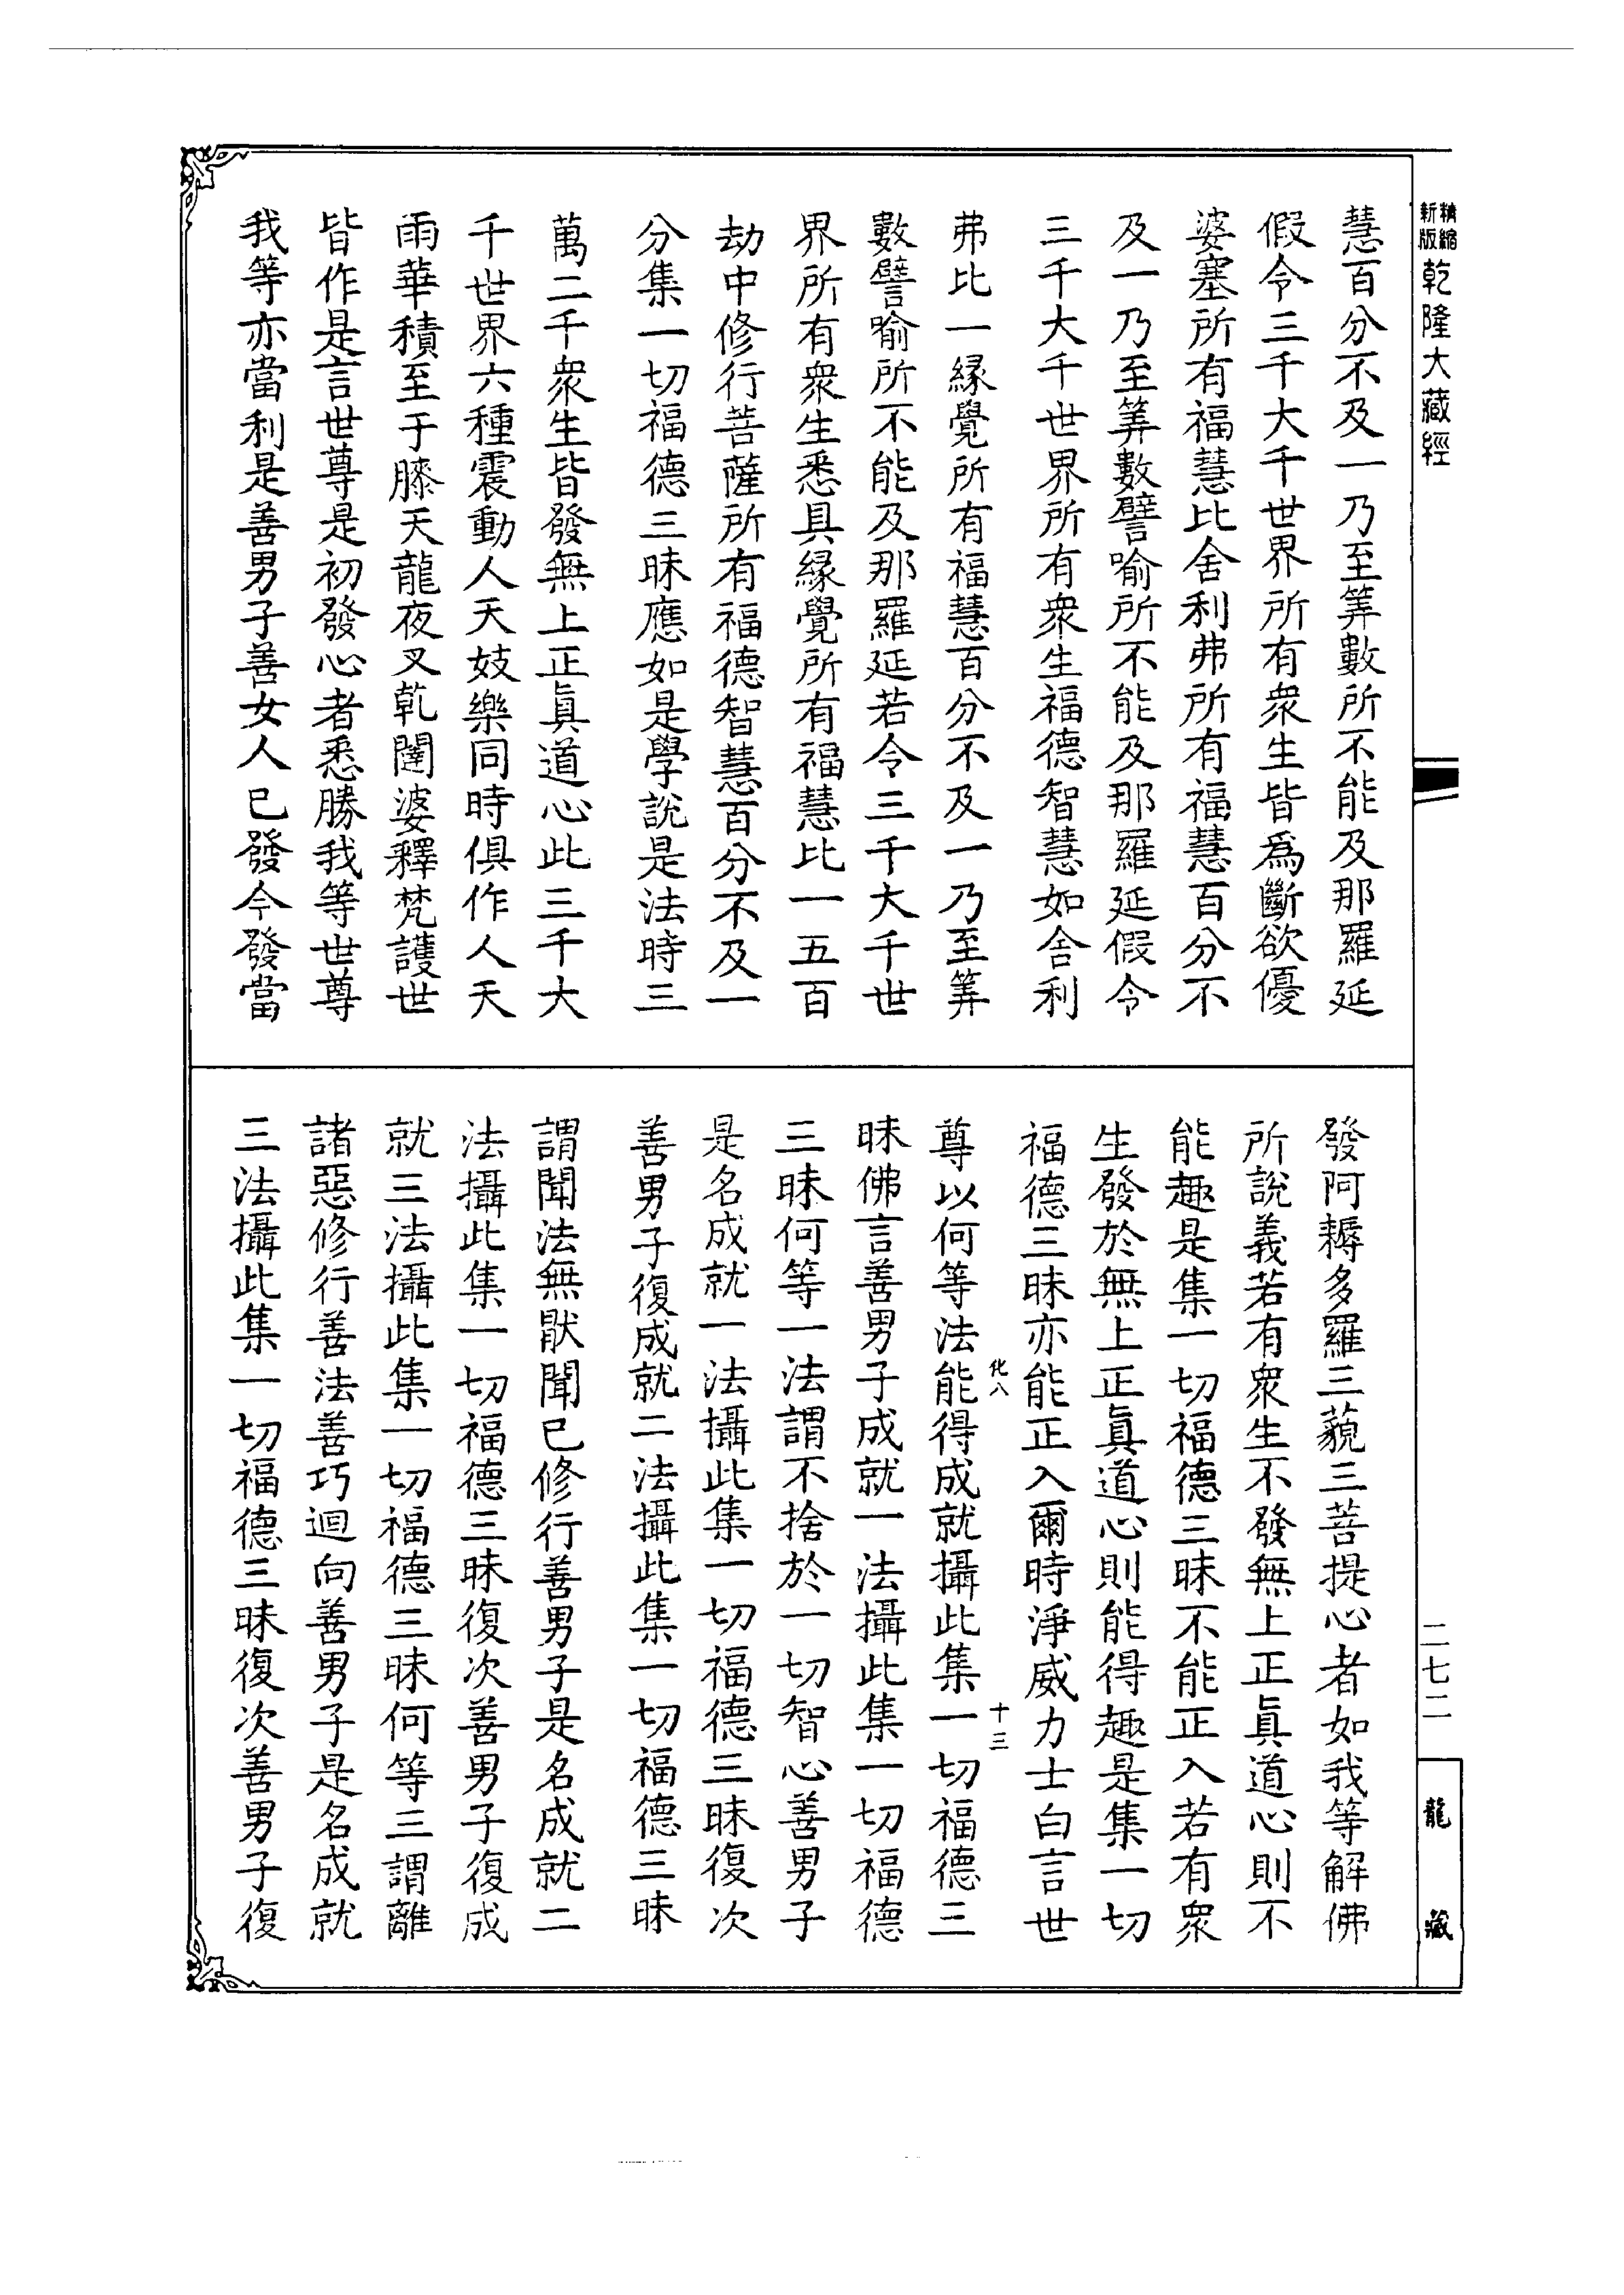 精縮新版乾隆大藏經
慧百分不及一乃至筭數所不能及那羅延
假令三千大千世界所有衆生皆爲斷欲優
婆塞所有福慧比舍利弗所有福慧百分不
及一乃至筭數譬喻所不能及那羅延假令
三千大千世界所有衆生福德智慧如舍利
弗比一緣覺所有福慧百分不及一乃至筭
數譬喻所不能及那羅延若令三千大千世
界所有衆生悉具緣覺所有福慧比一五百
劫中修行菩薩所有福德智慧百分不及一
分集一切福德三昧應如是學說是法時三
萬二千衆生皆發無上正眞道心此三千大
千世界六種震動人天妓樂同時俱作人天
雨華積至于膝天龍夜叉乹闥婆釋梵護世
皆作是言世尊是初發心者悉勝我等世尊
我等亦當利是善男子善女人已發今發當
發阿耨多羅三藐三菩提心者如我等解佛
所說義若有衆生不發無上正眞道心則不
能趣是集一切福德三昧不能正入若有衆
生發於無上正眞道心則能得趣是集一切
福德三昧亦能正入爾時淨威力士白言世
尊以何等法能得成就攝此集一切福德三
化八
十三
昧佛言善男子成就一法攝此集一切福德
三昧何等一法謂不捨於一切智心善男子
是名成就一法攝此集一切福德三昧復次
善男子復成就二法攝此集一切福德三昧
謂聞法無猒聞已修行善男子是名成就二
法攝此集一切福德三昧復次善男子復成
就三法攝此集一切福德三昧何等三謂離
諸惡修行善法善巧迴向善男子是名成就
三法攝此集一切福德三昧復次善男子復
二七二
龍藏